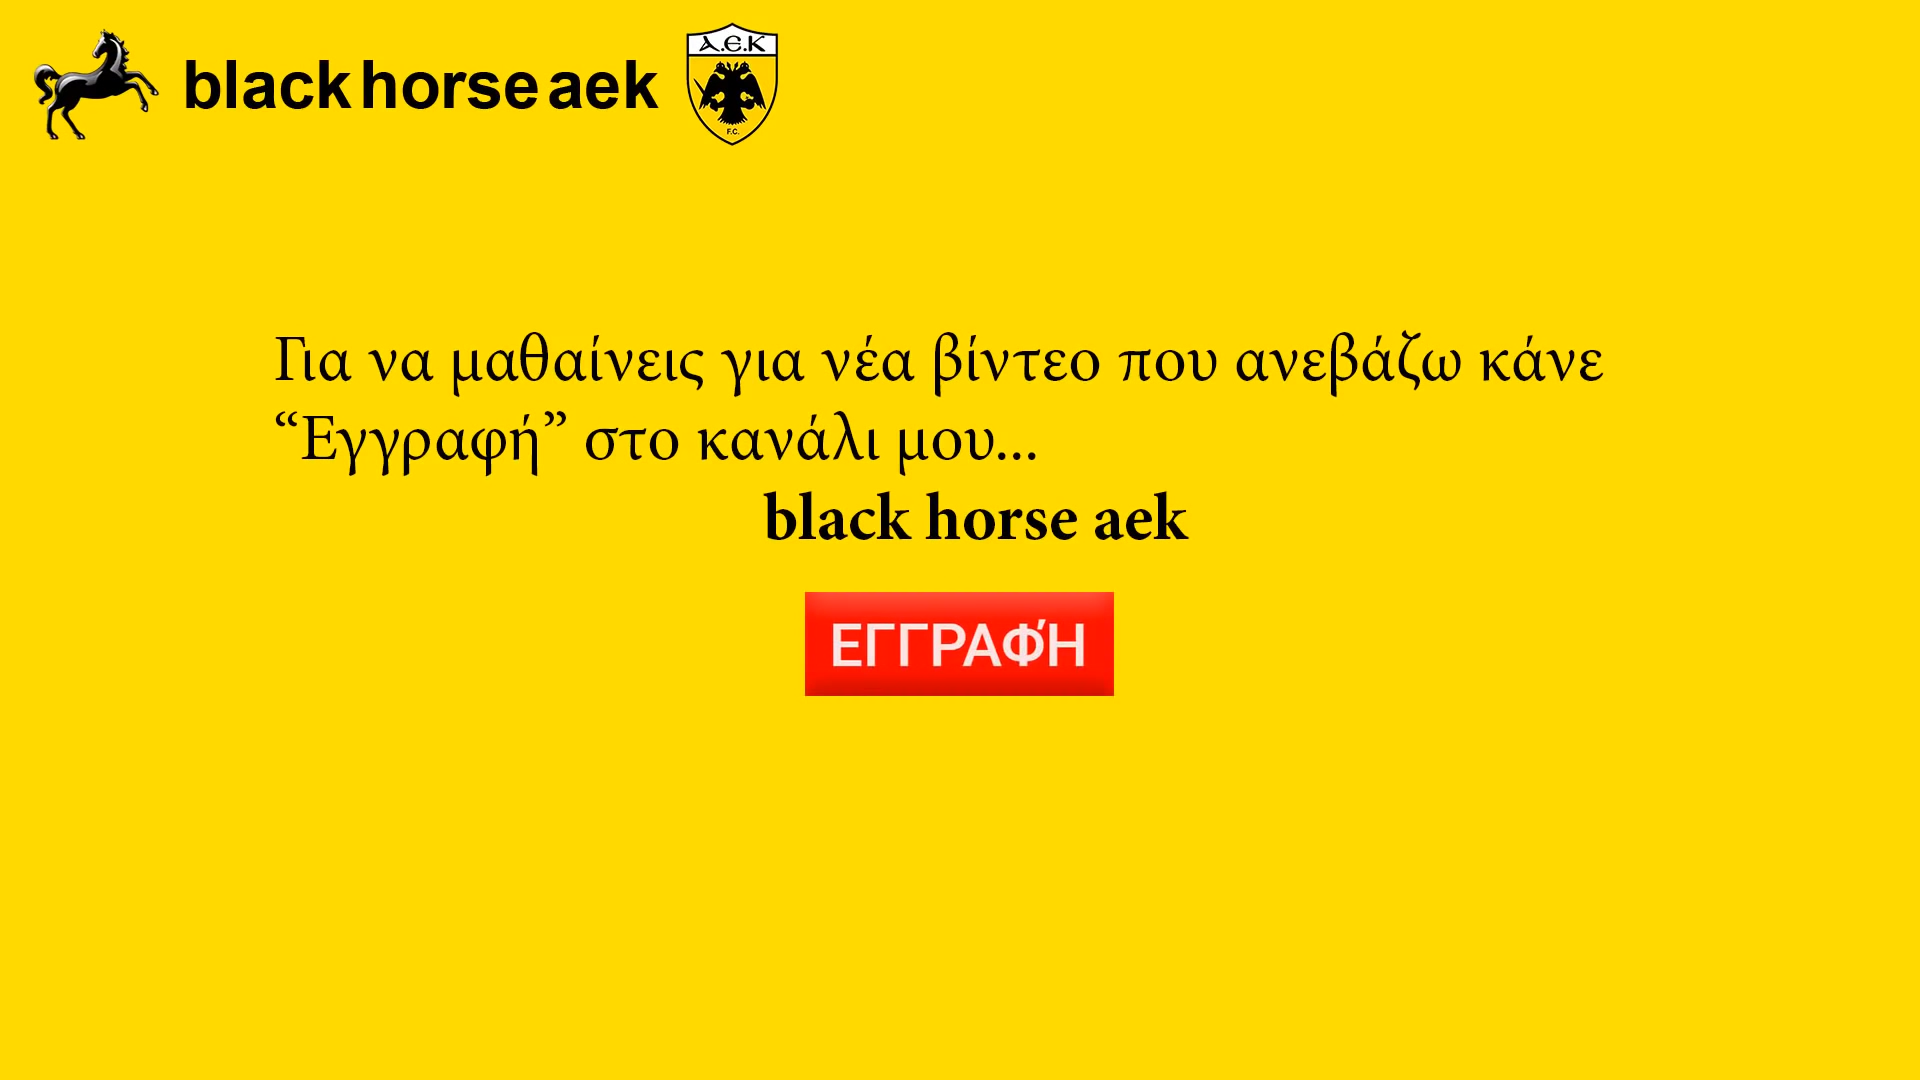 black horse aek
Α.Ε.Κ
F.C.
Για να μαθαίνεις για νέα βίντεο που ανεβάζω κάνε
“Εγγραφή” στο κανάλι μου...
black horse aek
ΕΓΓΡΑΦΉ